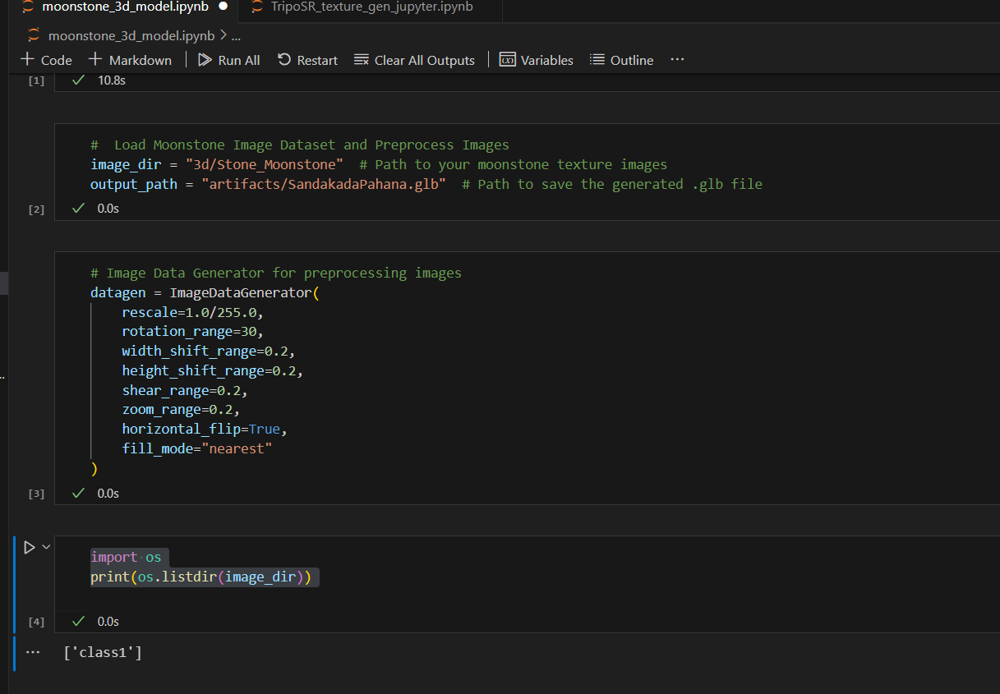 moonstone_3d_model.ipynb TripoSR_texture_gen_jupyter.ipynb
moonstone_3d_model.ipynb > ...
+ Code + Markdown Run All Restart Clear All Outputs Variables Outline ...
[1] 10.8s
#  Load Moonstone Image Dataset and Preprocess Images
image_dir = "3d/Stone_Moonstone"  # Path to your moonstone texture images
output_path = "artifacts/SandakadaPahana.glb"  # Path to save the generated .glb file
[2] 0.0s
# Image Data Generator for preprocessing images
datagen = ImageDataGenerator(
    rescale=1.0/255.0,
    rotation_range=30,
    width_shift_range=0.2,
    height_shift_range=0.2,
    shear_range=0.2,
    zoom_range=0.2,
    horizontal_flip=True,
    fill_mode="nearest"
)
[3] 0.0s
import os
print(os.listdir(image_dir))
[4] 0.0s
... ['class1']